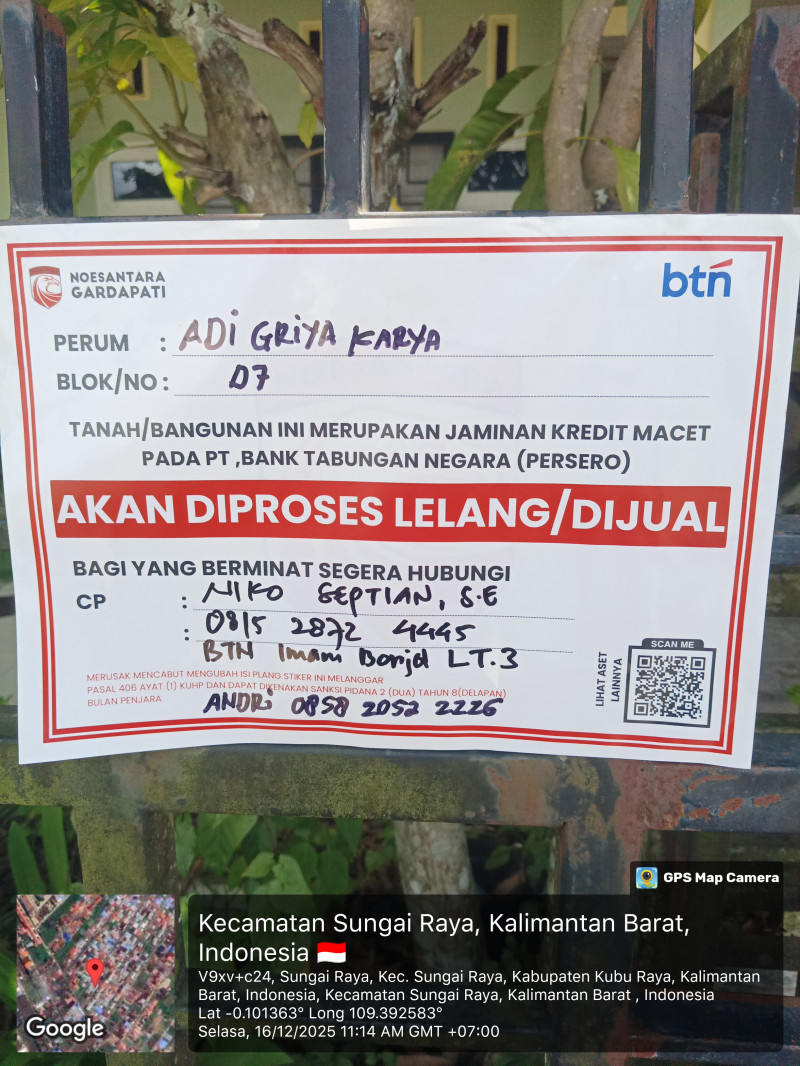 NOESANTARA
GARDAPATI
btn
PERUM : ADI GRIYA KARYA
BLOK/NO : D7
TANAH/BANGUNAN INI MERUPAKAN JAMINAN KREDIT MACET
PADA PT ,BANK TABUNGAN NEGARA (PERSERO)
AKAN DIPROSES LELANG/DIJUAL
BAGI YANG BERMINAT SEGERA HUBUNGI
CP : NIKO SEPTIAN, S.E
: 0815 2872 4445
BTN Imam Bonjol LT.3
MERUSAK MENCABUT MENGUBAH ISI PLANG STIKER INI MELANGGAR
PASAL 406 AYAT (1) KUHP DAN DAPAT DIKENAKAN SANKSI PIDANA 2 (DUA) TAHUN 8(DELAPAN)
BULAN PENJARA
ANDRI 0858 2052 2226
LIHAT ASET
LAINNYA
SCAN ME
GPS Map Camera
Kecamatan Sungai Raya, Kalimantan Barat,
Indonesia 🇮🇩
V9xv+c24, Sungai Raya, Kec. Sungai Raya, Kabupaten Kubu Raya, Kalimantan
Barat, Indonesia, Kecamatan Sungai Raya, Kalimantan Barat , Indonesia
Lat -0.101363° Long 109.392583°
Selasa, 16/12/2025 11:14 AM GMT +07:00
Google